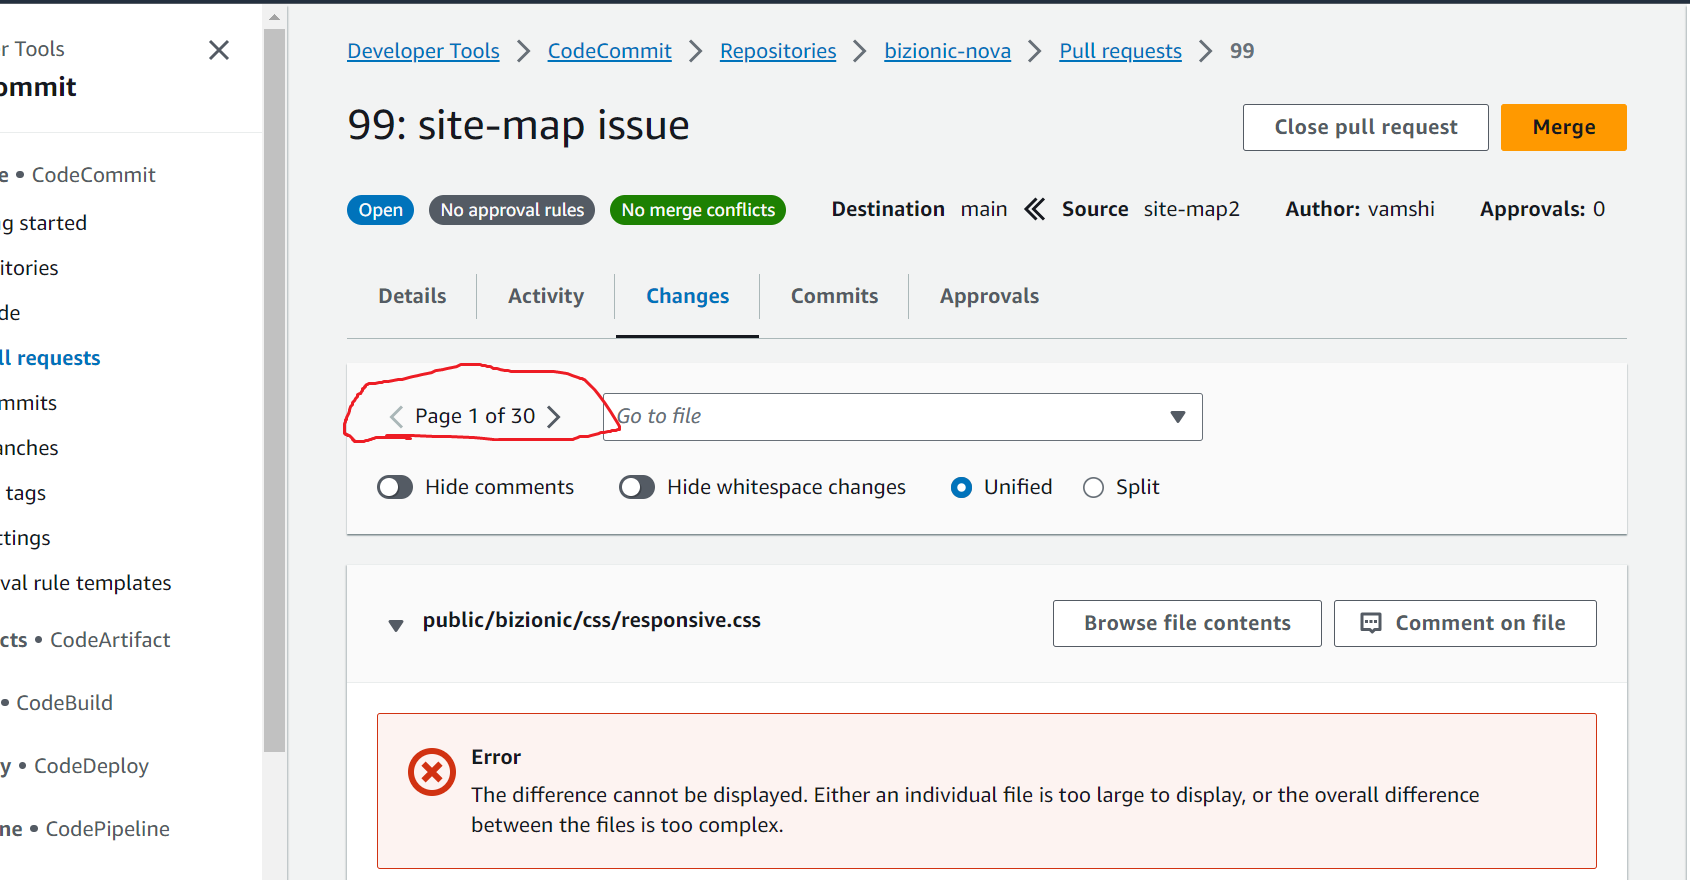 r Tools
ommit
e • CodeCommit
g started
itories
de
ll requests
mmits
anches
tags
ttings
val rule templates
cts • CodeArtifact
• CodeBuild
y • CodeDeploy
ne • CodePipeline
Developer Tools > CodeCommit > Repositories > bizionic-nova > Pull requests > 99
99: site-map issue
Close pull request Merge
Open No approval rules No merge conflicts Destination main Source site-map2 Author: vamshi Approvals: 0
Details Activity Changes Commits Approvals
Page 1 of 30 Go to file
Hide comments Hide whitespace changes Unified Split
public/bizionic/css/responsive.css Browse file contents Comment on file
Error
The difference cannot be displayed. Either an individual file is too large to display, or the overall difference
between the files is too complex.